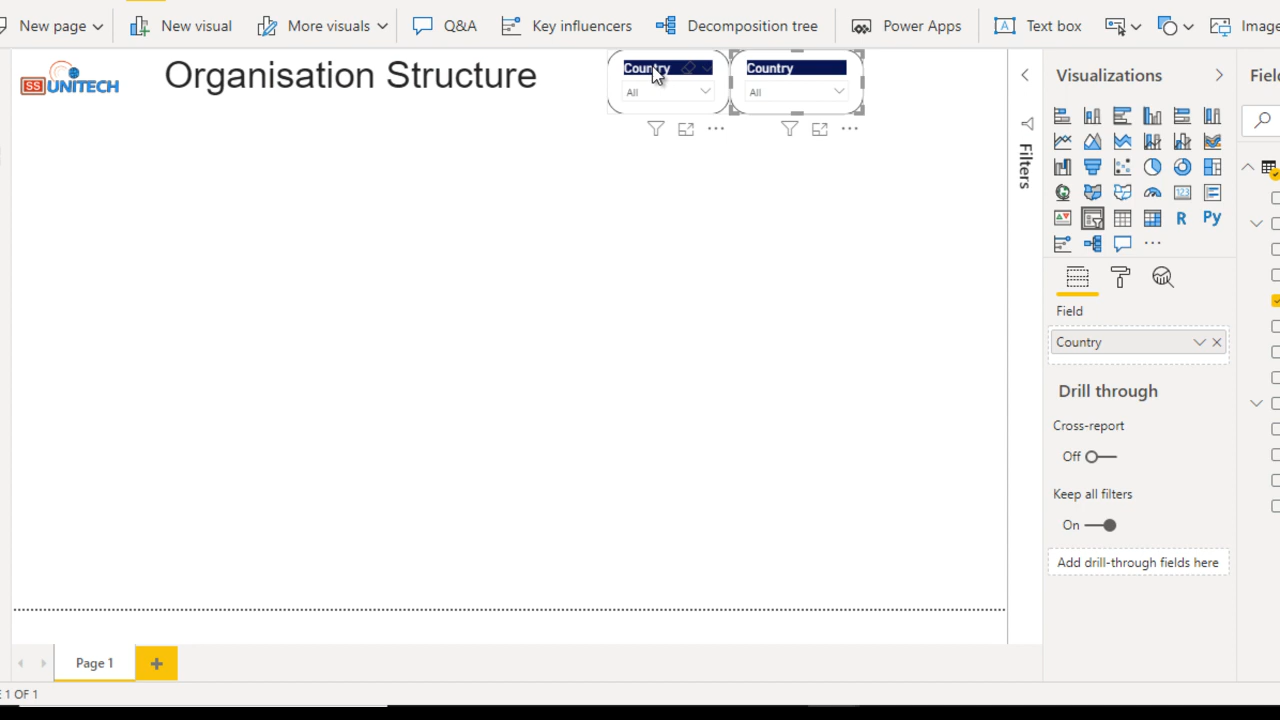 New page
New visual
More visuals
Q&A
Key influencers
Decomposition tree
Power Apps
Text box
Image
SS UNITECH
Organisation Structure
Country
All
Country
All
Filters
Visualizations
R
Py
123
Field
Country
Drill through
Cross-report
Off
Keep all filters
On
Add drill-through fields here
Fiel
Page 1
1 OF 1